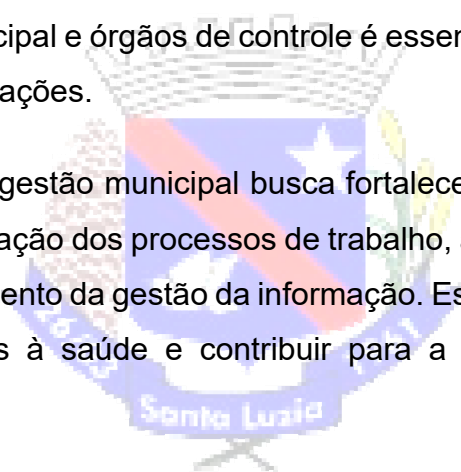 cipal e órgãos de controle é essen
ações.
gestão municipal busca fortalece
ação dos processos de trabalho,
ento da gestão da informação. Es
s à saúde e contribuir para a
Santa Luzia